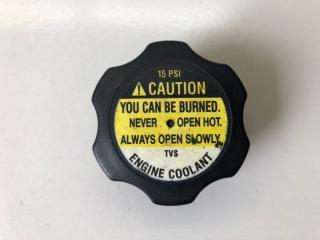 15 PSI
CAUTION
YOU CAN BE BURNED.
NEVER OPEN HOT.
ALWAYS OPEN SLOWLY.
TVS
ENGINE COOLANT